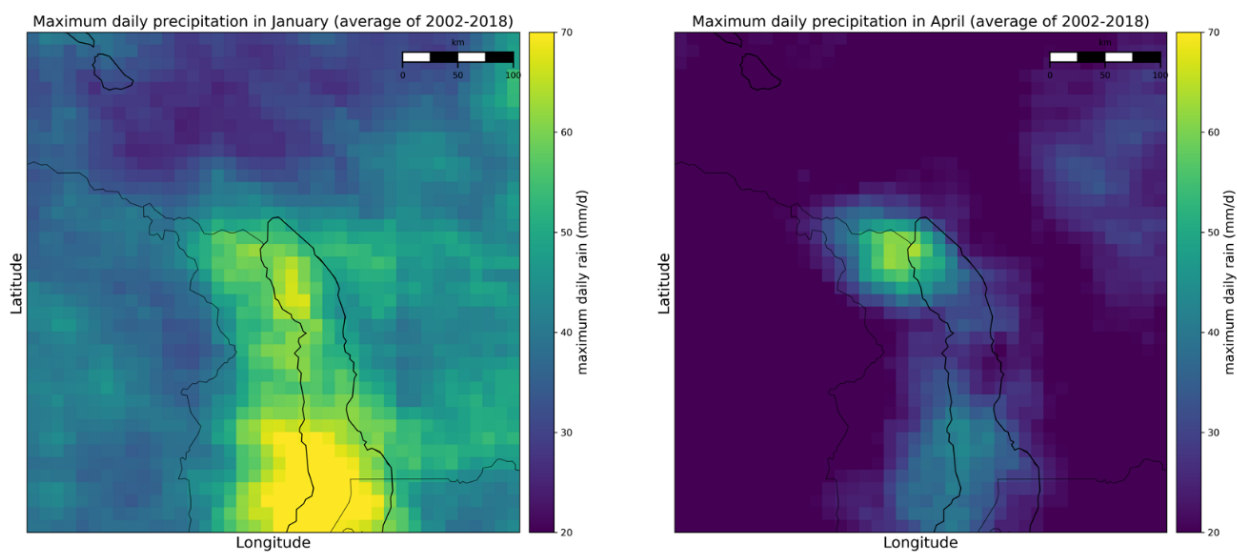 Maximum daily precipitation in January (average of 2002-2018)
km
0 50 100
Latitude
Longitude
70
60
50
40
30
20
maximum daily rain (mm/d)
Maximum daily precipitation in April (average of 2002-2018)
km
0 50 100
Latitude
Longitude
70
60
50
40
30
20
maximum daily rain (mm/d)